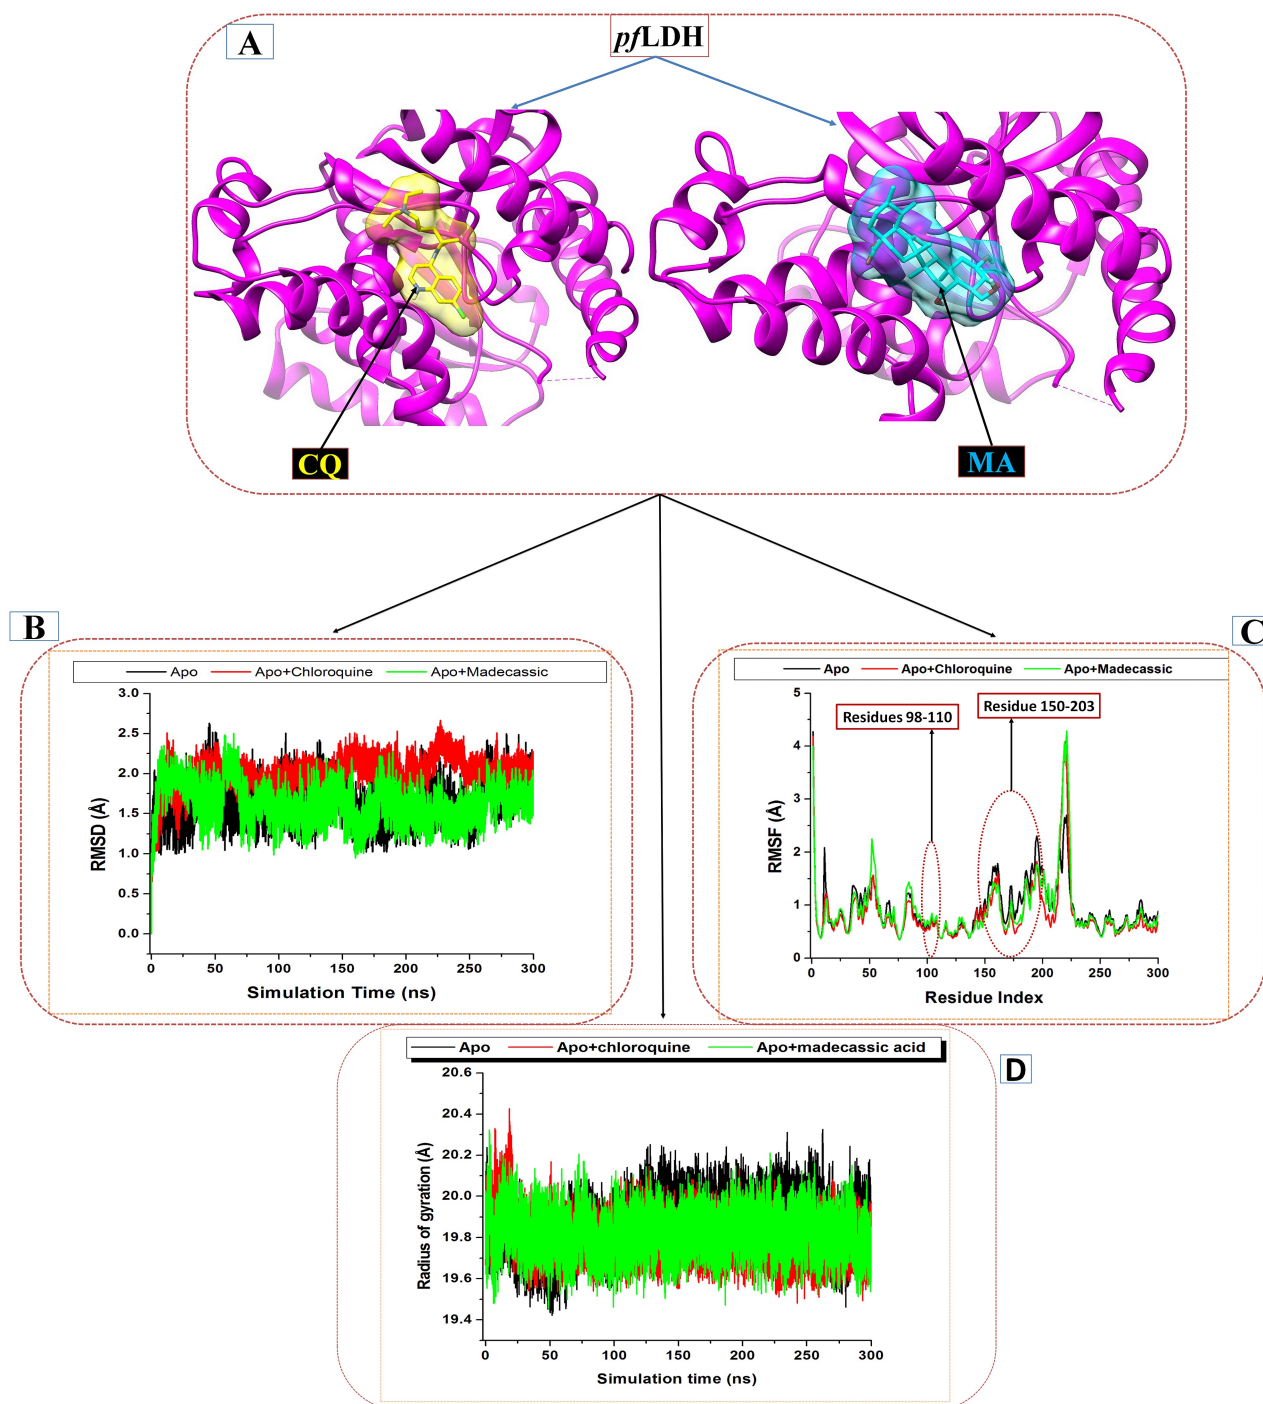 A
pfLDH
CQ
MA
B
Apo Apo+Chloroquine Apo+Madecassic
3.0
2.5
2.0
1.5
1.0
0.5
0.0
RMSD (Å)
0 50 100 150 200 250 300
Simulation Time (ns)
C
Apo Apo+Chloroquine Apo+Madecassic
Residues 98-110
Residue 150-203
5
4
3
2
1
0
RMSF (Å)
0 50 100 150 200 250 300
Residue Index
D
Apo Apo+chloroquine Apo+madecassic acid
20.6
20.4
20.2
20.0
19.8
19.6
19.4
Radius of gyration (Å)
0 50 100 150 200 250 300
Simulation time (ns)